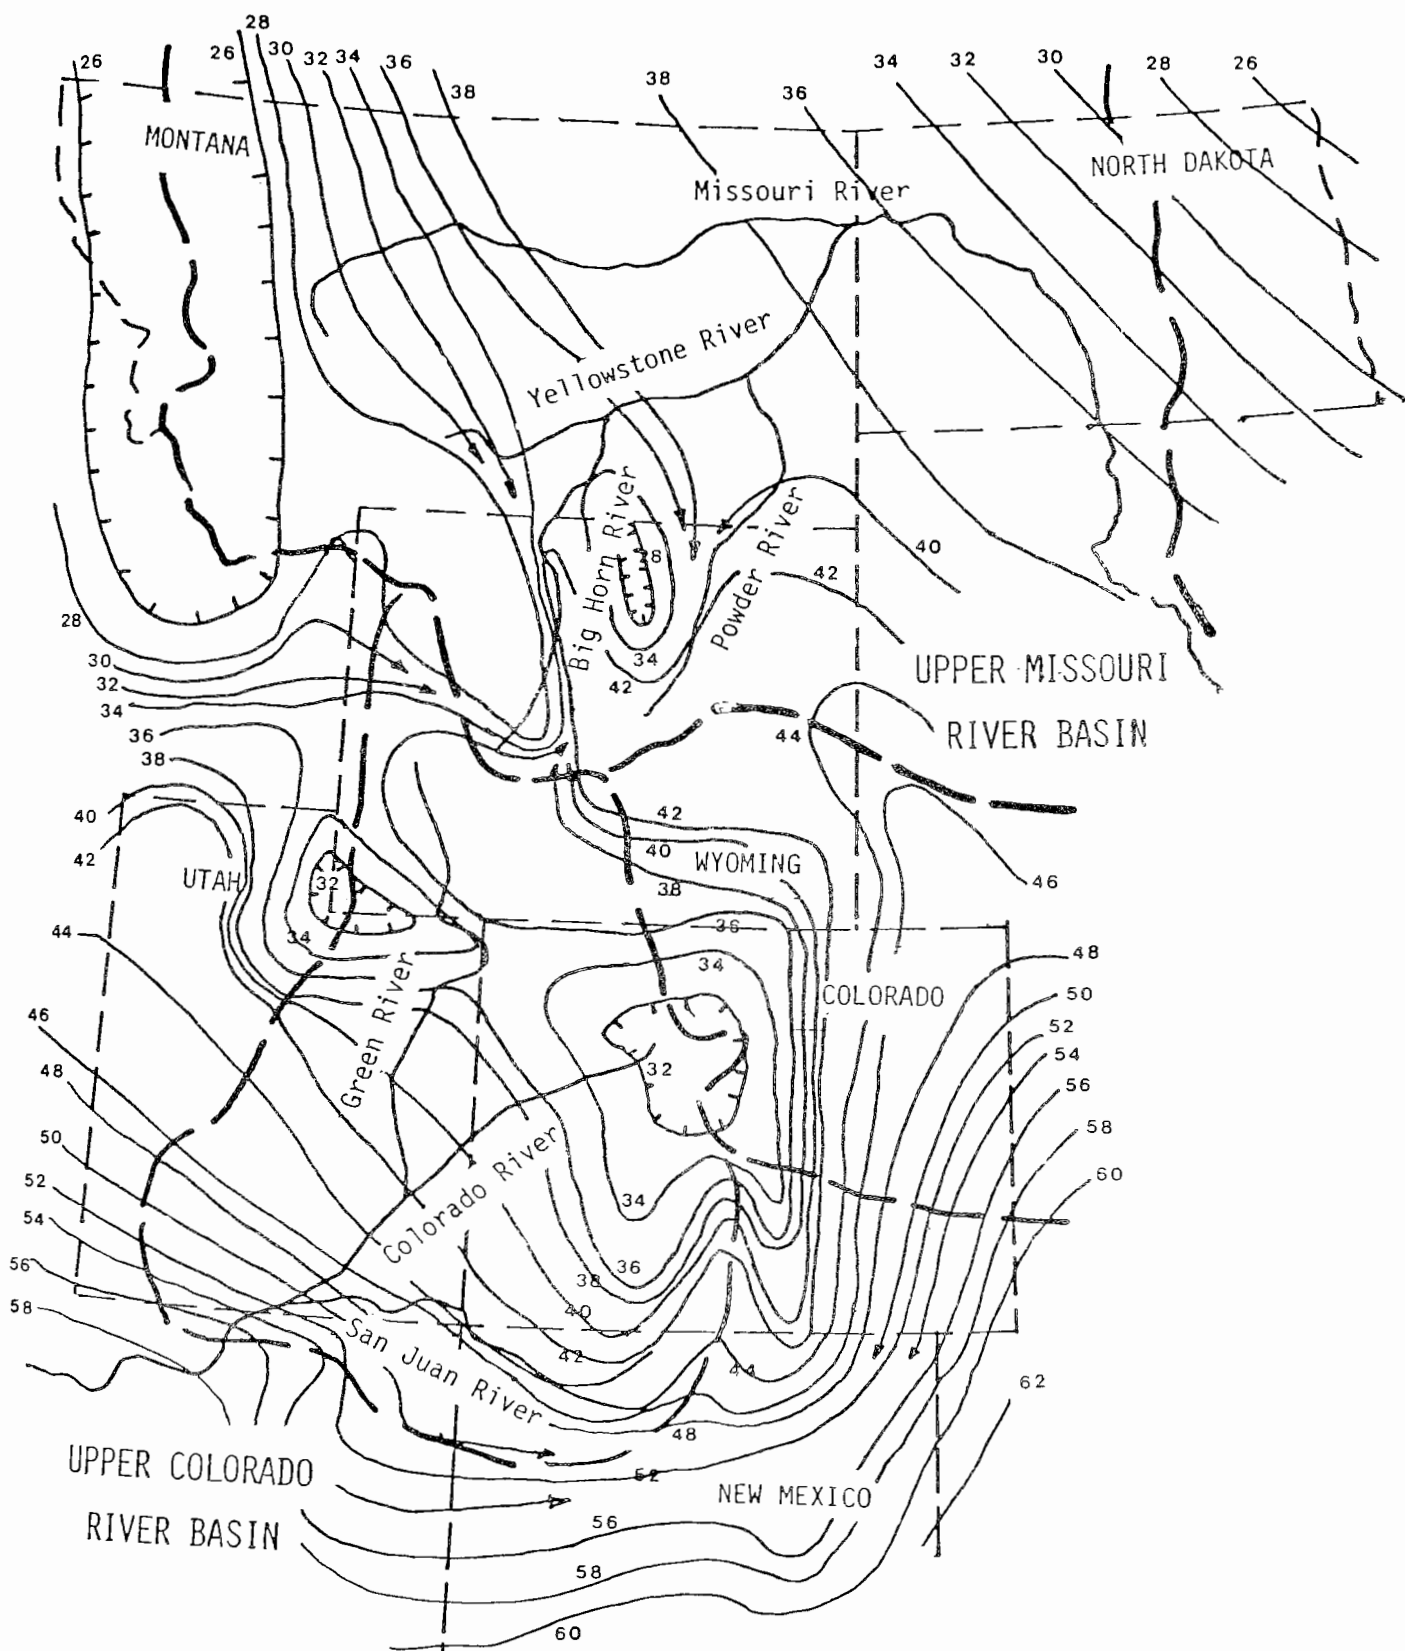 28
26 26 30 32 34 36 38 38 36 34 32 30 28 26
MONTANA
NORTH DAKOTA
Missouri River
Yellowstone River
Big Horn River
Powder River
40
42
28
30
32
34
34
42
UPPER MISSOURI
RIVER BASIN
36
38
44
40
42
42
40
38
WYOMING
46
UTAH
32
34
36
34
44
48
COLORADO
50
46
52
54
56
48
32
Green River
58
50
60
52
34
Colorado River
54
56
36
38
40
58
42
44
San Juan River
62
48
52
UPPER COLORADO
RIVER BASIN
NEW MEXICO
56
58
60